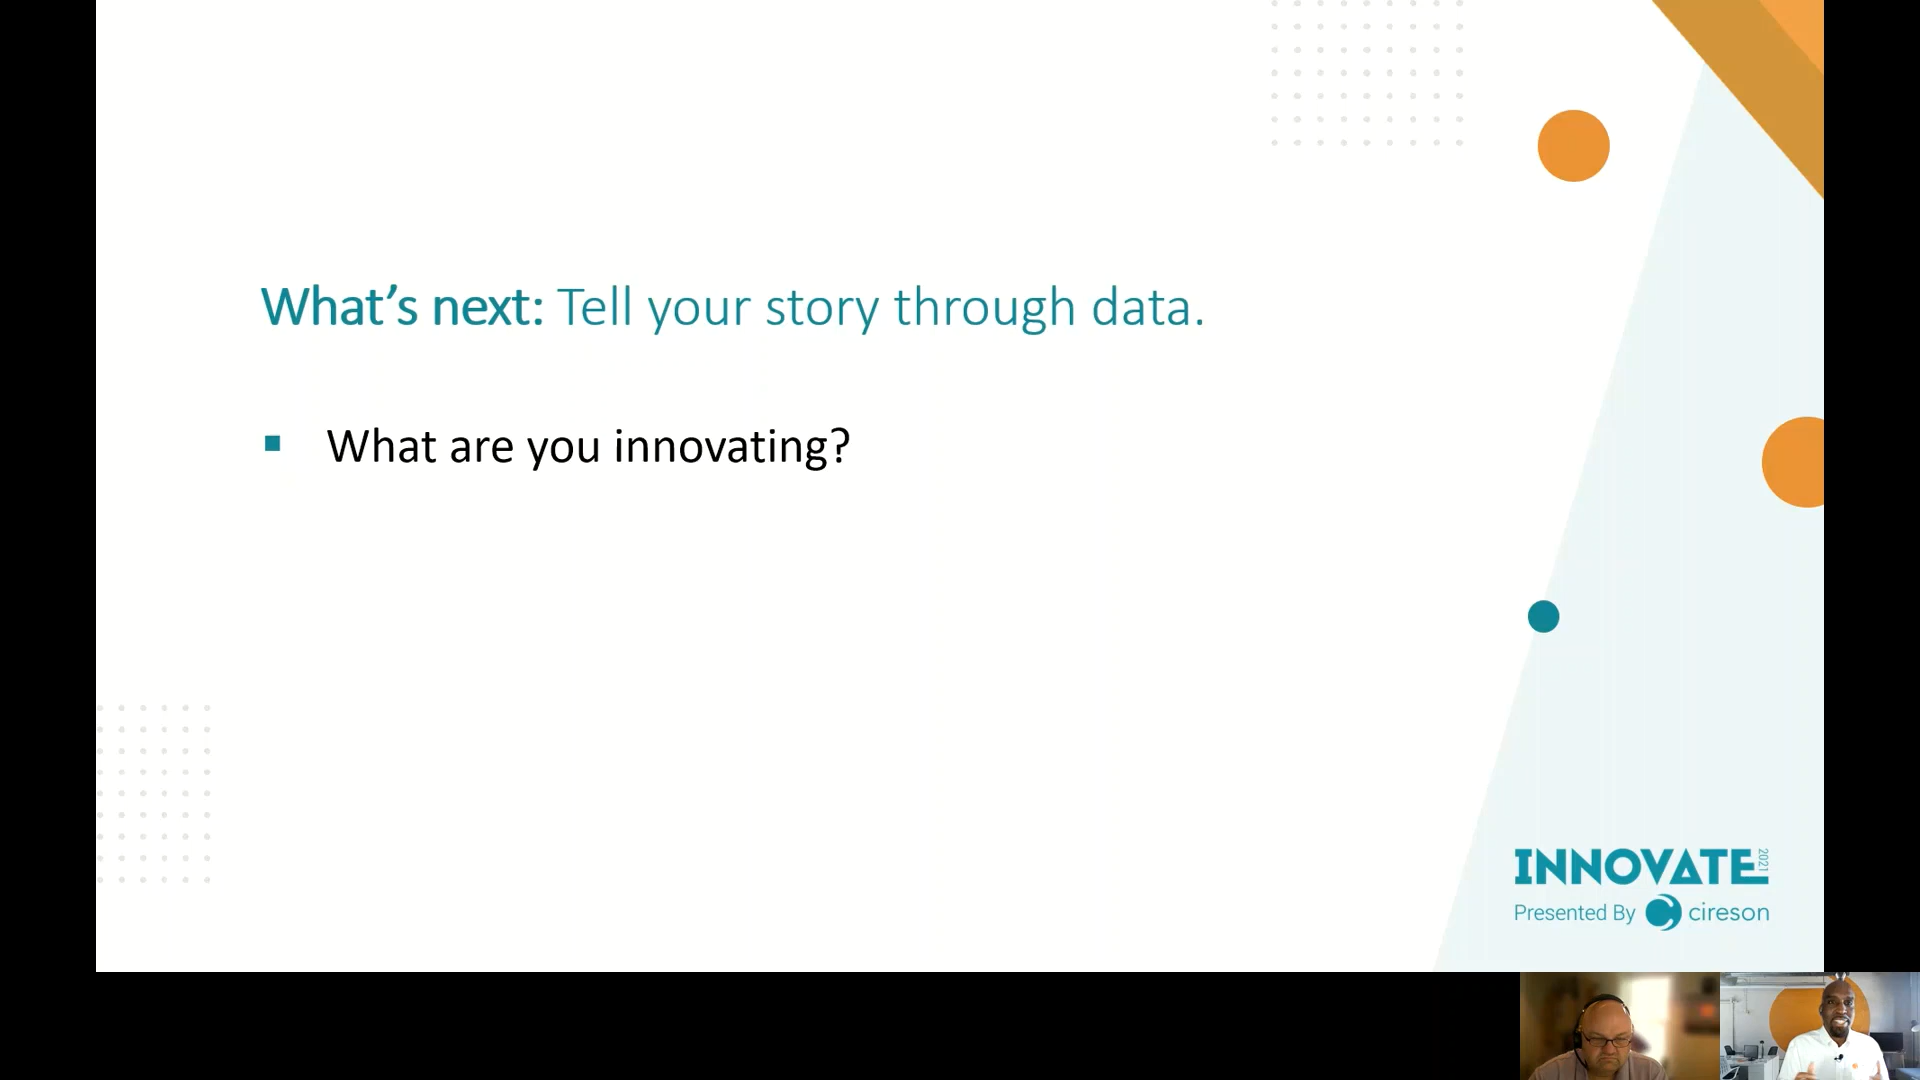 What's next: Tell your story through data.
▪ What are you innovating?
INNOVATE 2021
Presented By cireson